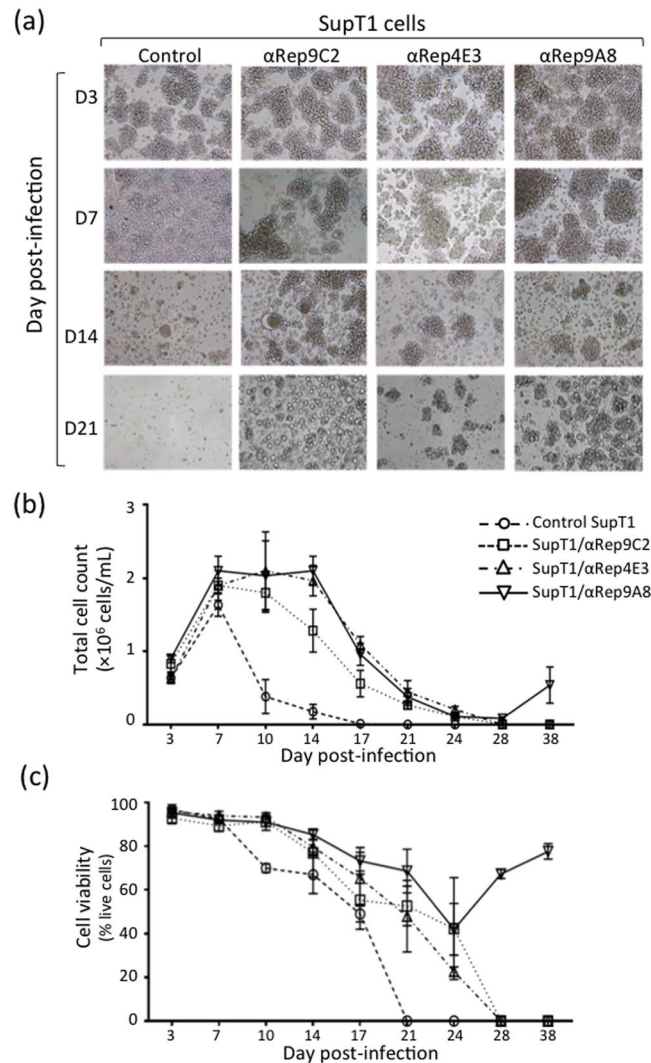 (a)
SupT1 cells
Control αRep9C2 αRep4E3 αRep9A8
Day post-infection
D3
D7
D14
D21
(b)
Total cell count
(×10⁶ cells/mL)
3
2
1
0
Control SupT1
SupT1/αRep9C2
SupT1/αRep4E3
SupT1/αRep9A8
3 7 10 14 17 21 24 28 38
Day post-infection
(c)
Cell viability
(% live cells)
100
80
60
40
20
0
3 7 10 14 17 21 24 28 38
Day post-infection